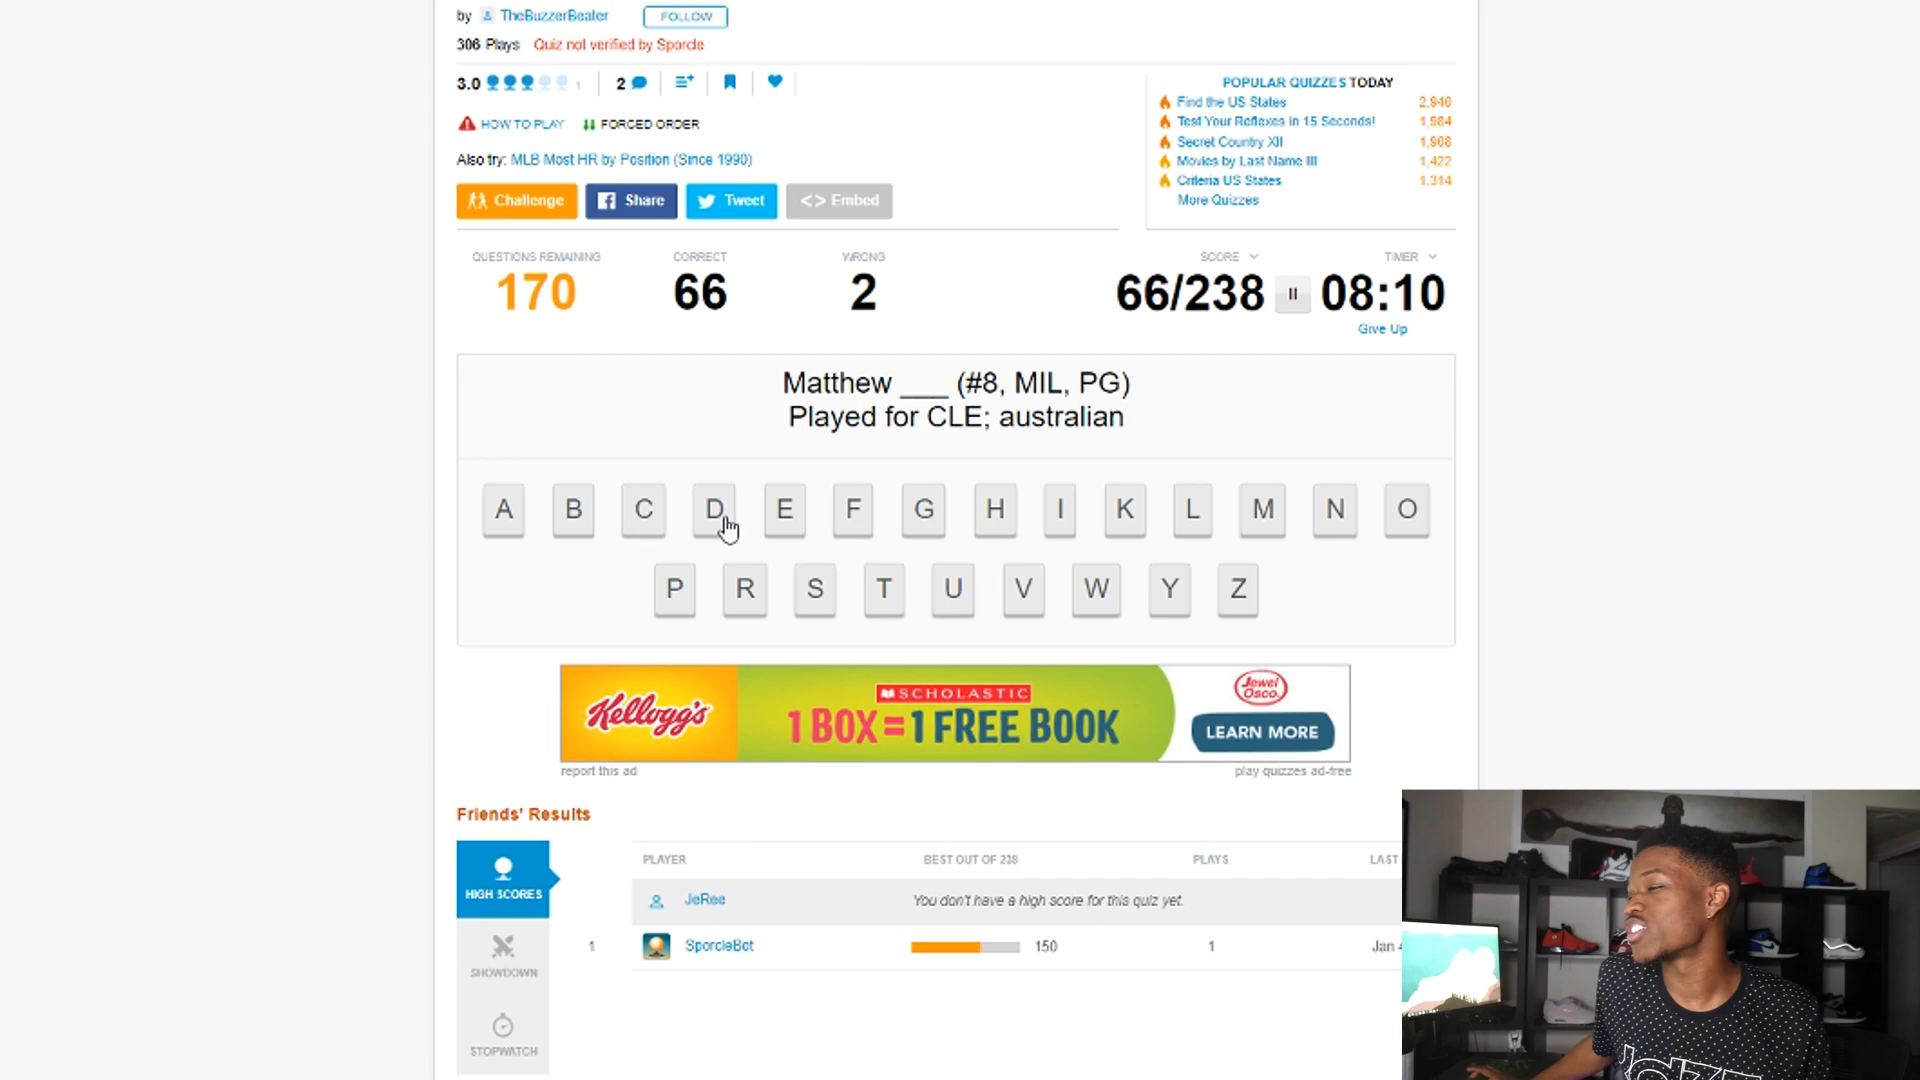 by TheBuzzerBeater FOLLOW
306 Plays Quiz not verified by Sporcle
3.0 1 2
HOW TO PLAY FORCED ORDER
Also try: MLB Most HR by Position (Since 1990)
Challenge Share Tweet <> Embed
POPULAR QUIZZES TODAY
Find the US States 2,940
Test Your Reflexes in 15 Seconds! 1,984
Secret Country XII 1,908
Movies by Last Name III 1,422
Criteria US States 1,314
More Quizzes
QUESTIONS REMAINING CORRECT WRONG SCORE TIMER
170 66 2 66/238 08:10
Give Up
Matthew ___ (#8, MIL, PG)
Played for CLE; australian
A B C D E F G H I K L M N O
P R S T U V W Y Z
Kellogg's SCHOLASTIC 1 BOX=1 FREE BOOK Jewel Osco. LEARN MORE
report this ad play quizzes ad-free
Friends' Results
HIGH SCORES
SHOWDOWN
STOPWATCH
PLAYER BEST OUT OF 238 PLAYS LAST
JeRee You don't have a high score for this quiz yet.
1 SporcleBot 150 1 Jan